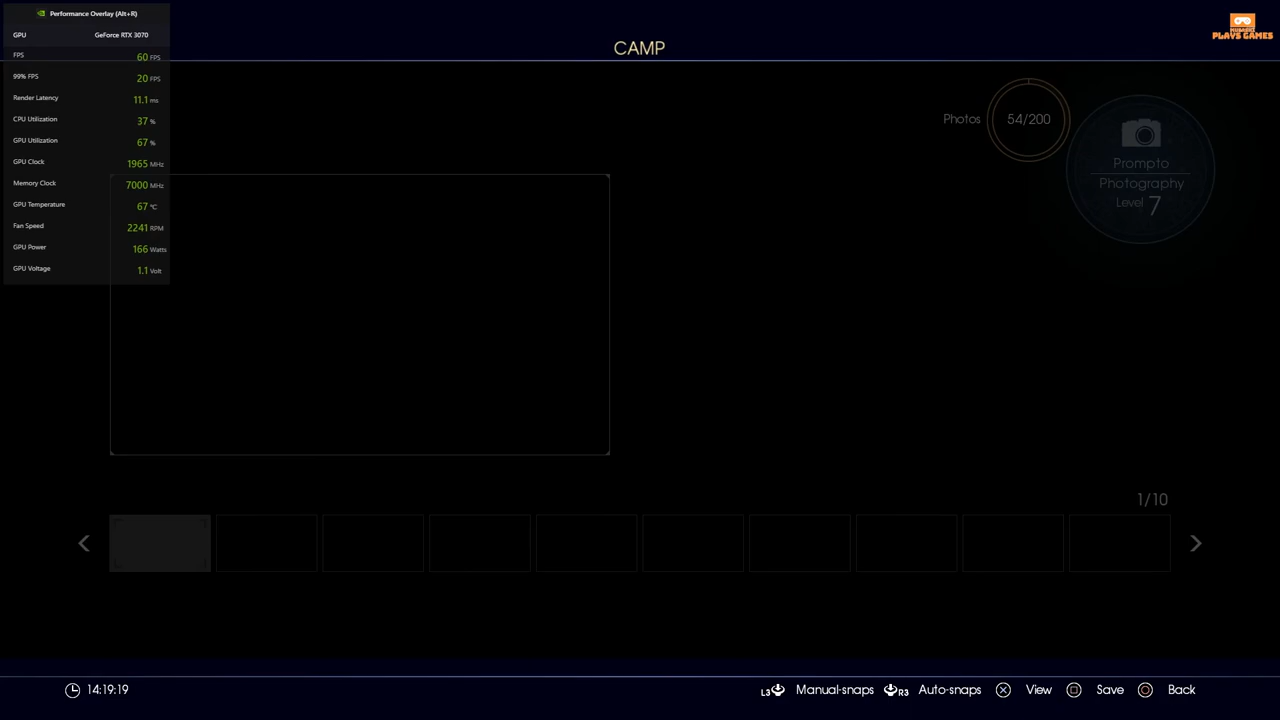 Performance Overlay (Alt+R)
GPU GeForce RTX 3070
FPS 60 FPS
99% FPS 20 FPS
Render Latency 11.1 ms
CPU Utilization 37 %
GPU Utilization 67 %
GPU Clock 1965 MHz
Memory Clock 7000 MHz
GPU Temperature 67 °C
Fan Speed 2241 RPM
GPU Power 166 Watts
GPU Voltage 1.1 Volt
CAMP
PLAYS GAMES
Photos 54/200
Prompto
Photography
Level 7
1/10
14:19:19
L3 Manual-snaps R3 Auto-snaps View Save Back